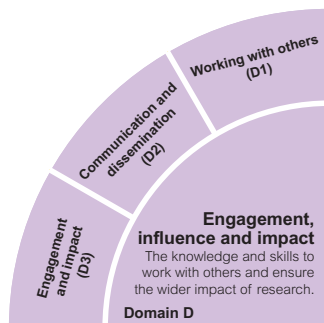 Working with others
(D1)
Communication and
dissemination
(D2)
Engagement
and impact
(D3)
Engagement,
influence and impact
The knowledge and skills to
work with others and ensure
the wider impact of research.
Domain D